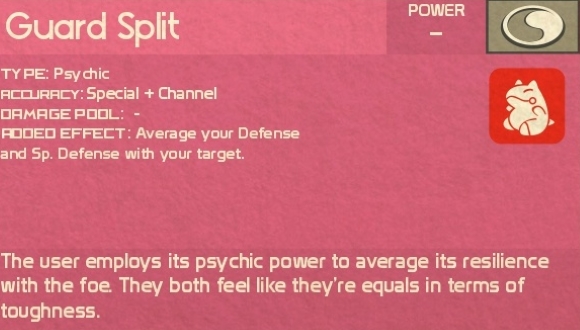 Guard Split
POWER
–
TYPE: Psychic
ACCURACY: Special + Channel
DAMAGE POOL: -
ADDED EFFECT: Average your Defense
and Sp. Defense with your target.
The user employs its psychic power to average its resilience
with the foe. They both feel like they're equals in terms of
toughness.